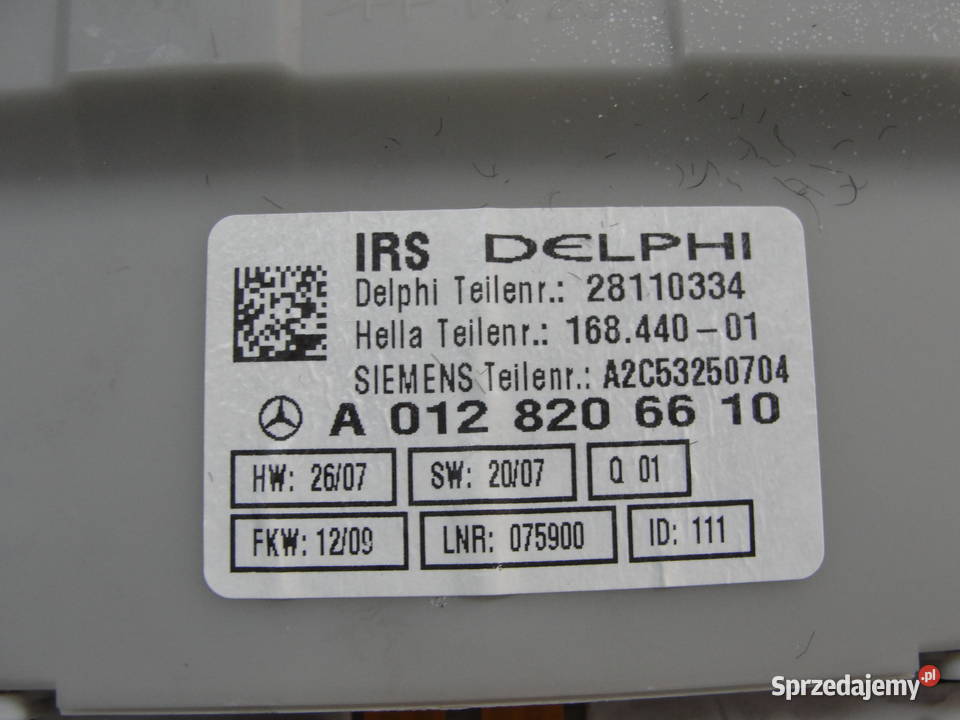 IRS DELPHI
Delphi Teilenr.: 28110334
Hella Teilenr.: 168.440-01
SIEMENS Teilenr.: A2C53250704
A 012 820 66 10
HW: 26/07 SW: 20/07 Q 01
FKW: 12/09 LNR: 075900 ID: 111
Sprzedajemy.pl